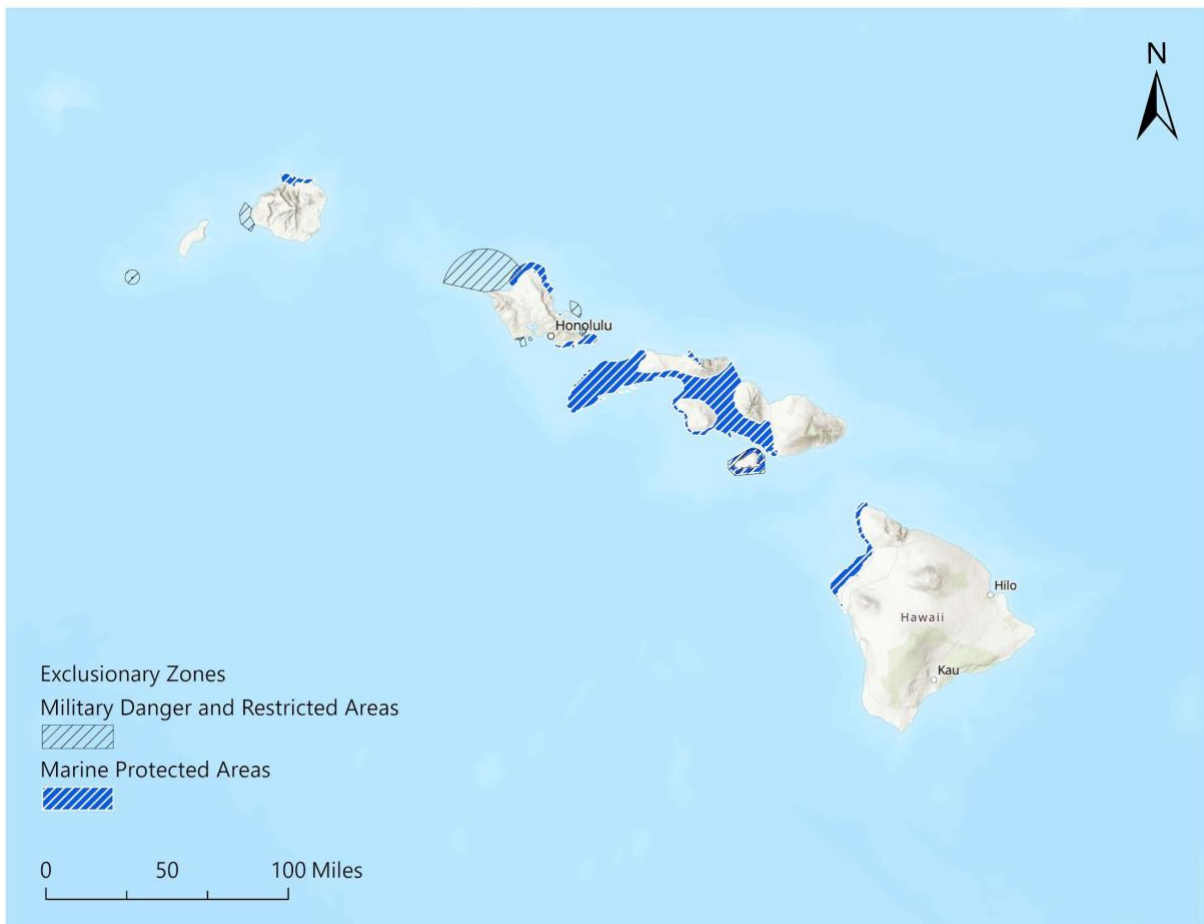 N
Honolulu
Hilo
Hawaii
Kau
Exclusionary Zones
Military Danger and Restricted Areas
Marine Protected Areas
0 50 100 Miles